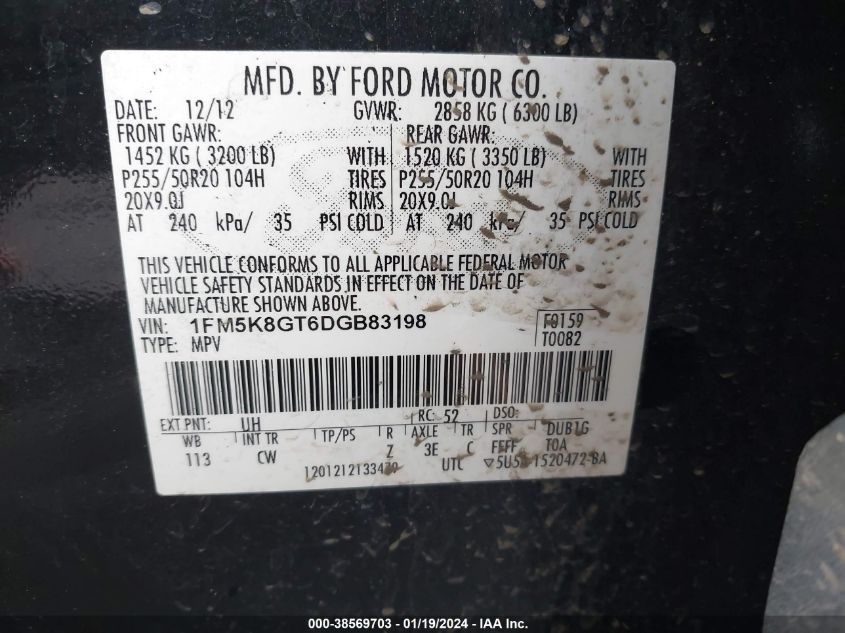 MFD. BY FORD MOTOR CO.
DATE: 12/12 GVWR: 2858 KG ( 6300 LB)
FRONT GAWR: REAR GAWR:
1452 KG ( 3200 LB) WITH 1520 KG ( 3350 LB) WITH
P255/50R20 104H TIRES P255/50R20 104H TIRES
20X9.0J RIMS 20X9.0J RIMS
AT 240 kPa/ 35 PSI COLD AT 240 kPa/ 35 PSI COLD
THIS VEHICLE CONFORMS TO ALL APPLICABLE FEDERAL MOTOR
VEHICLE SAFETY STANDARDS IN EFFECT ON THE DATE OF
MANUFACTURE SHOWN ABOVE.
VIN: 1FM5K8GT6DGB83198 F0159
TYPE: MPV T0082
EXT PNT: UH RC: 52 DSO:
WB INT TR TP/PS R AXLE TR SPR DUBTG
113 CW Z 3E C FFFF TOA
UTC
000-38569703 - 01/19/2024 - IAA Inc.